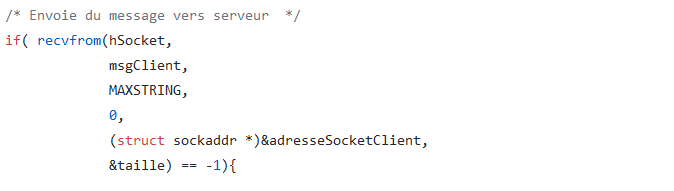 /* Envoie du message vers serveur  */
if( recvfrom(hSocket,
             msgClient,
             MAXSTRING,
             0,
             (struct sockaddr *)&adresseSocketClient,
             &taille) == -1){